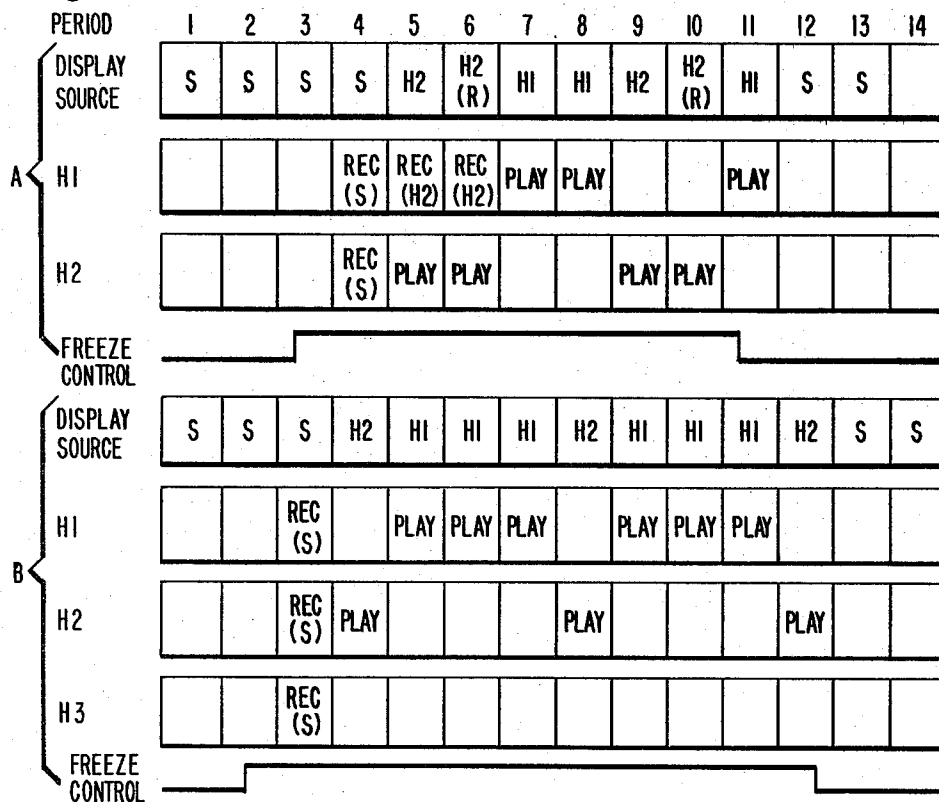 PERIOD 1 2 3 4 5 6 7 8 9 10 11 12 13 14
A
DISPLAY SOURCE S S S S H2 H2 (R) H1 H1 H2 H2 (R) H1 S S
H1 REC (S) REC (H2) REC (H2) PLAY PLAY PLAY
H2 REC (S) PLAY PLAY PLAY PLAY
FREEZE CONTROL
B
DISPLAY SOURCE S S S H2 H1 H1 H1 H2 H1 H1 H1 H2 S S
H1 REC (S) PLAY PLAY PLAY PLAY PLAY PLAY
H2 REC (S) PLAY PLAY PLAY
H3 REC (S)
FREEZE CONTROL